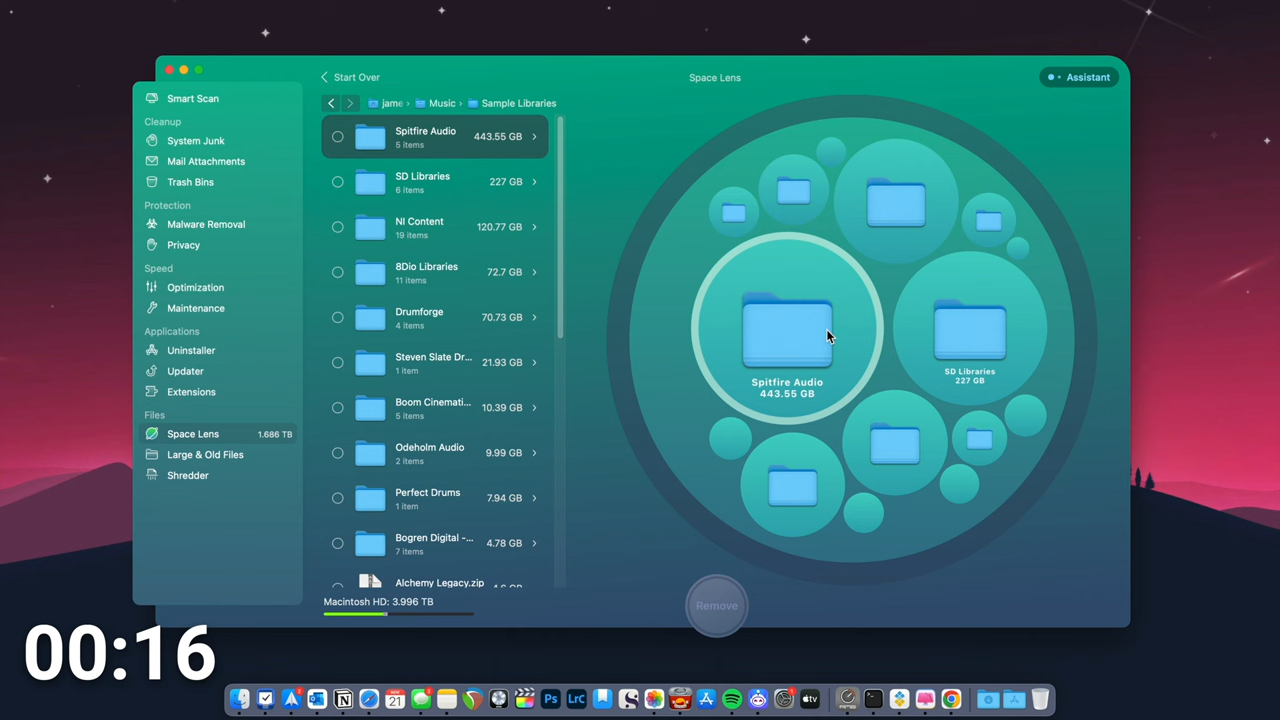 Start Over
Space Lens
Assistant
Smart Scan
Cleanup
System Junk
Mail Attachments
Trash Bins
Protection
Malware Removal
Privacy
Speed
Optimization
Maintenance
Applications
Uninstaller
Updater
Extensions
Files
Space Lens 1.686 TB
Large & Old Files
Shredder
jame › Music › Sample Libraries
Spitfire Audio 443.55 GB
5 items
SD Libraries 227 GB
6 items
NI Content 120.77 GB
19 items
8Dio Libraries 72.7 GB
11 items
Drumforge 70.73 GB
4 items
Steven Slate Dr... 21.93 GB
1 item
Boom Cinemati... 10.39 GB
5 items
Odeholm Audio 9.99 GB
2 items
Perfect Drums 7.94 GB
1 item
Bogren Digital -... 4.78 GB
7 items
Alchemy Legacy.zip
Macintosh HD: 3.996 TB
Spitfire Audio
443.55 GB
SD Libraries
227 GB
Remove
00:16
NOV
21
Ps
LrC
tv